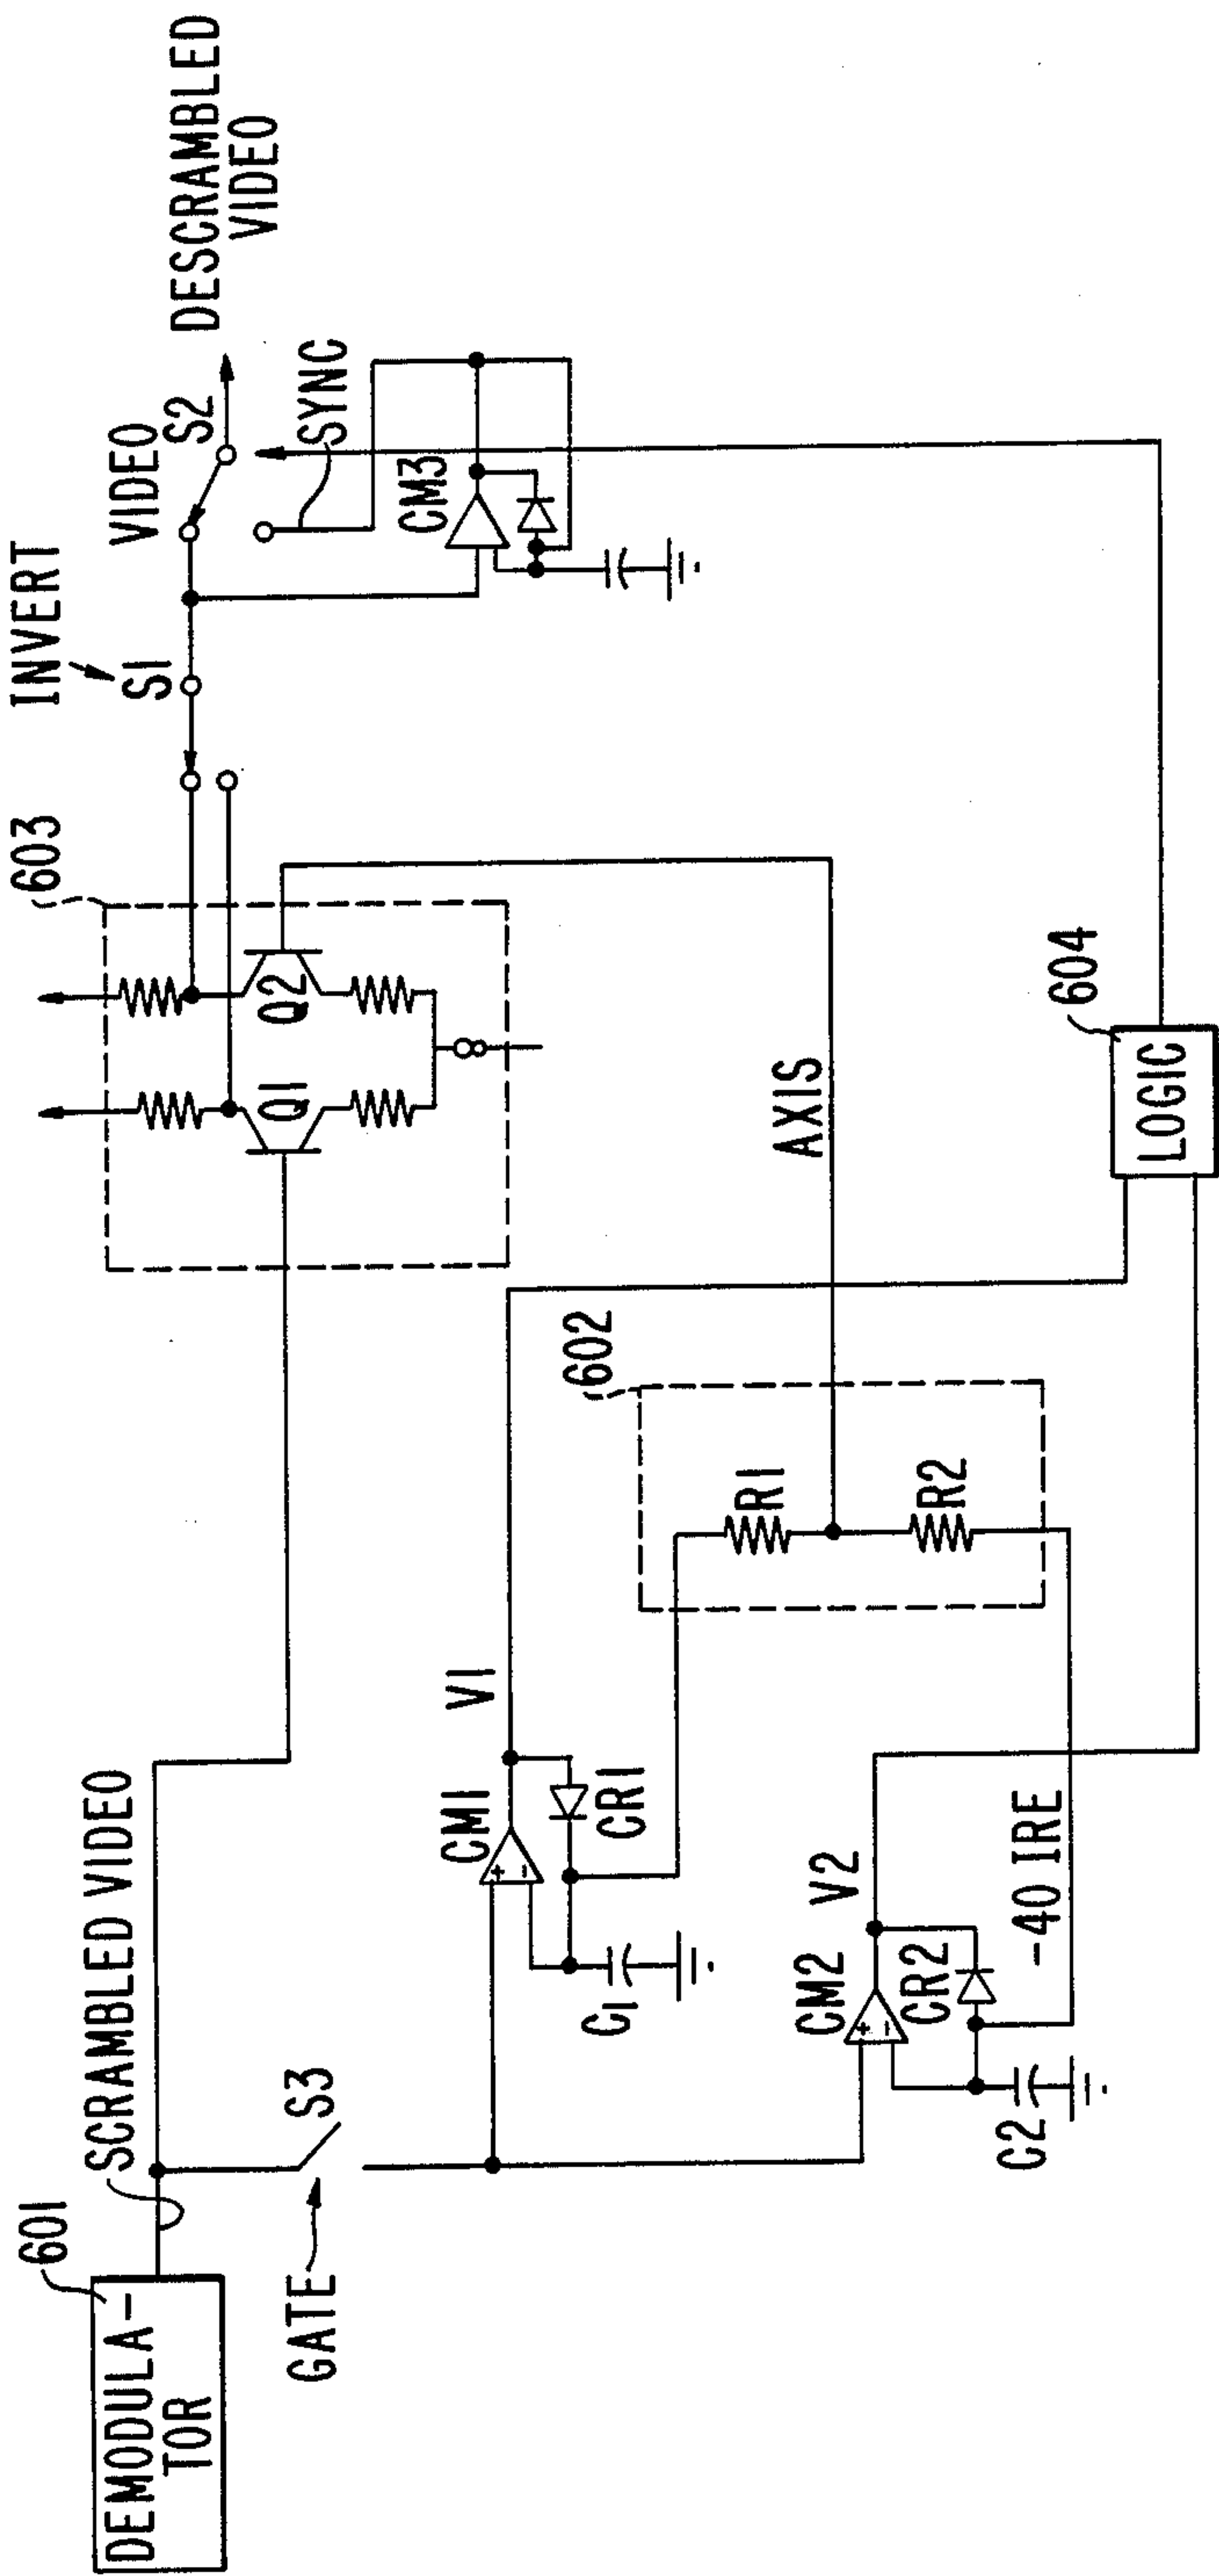 601
DEMODULA-
TOR
SCRAMBLED VIDEO
GATE
S3
CM1
V1
CR1
C1
CM2
V2
CR2
C2
-40 IRE
602
R1
R2
AXIS
603
Q1
Q2
604
LOGIC
INVERT
S1
VIDEO
S2
SYNC
CM3
DESCRAMBLED
VIDEO
+
-
+
-